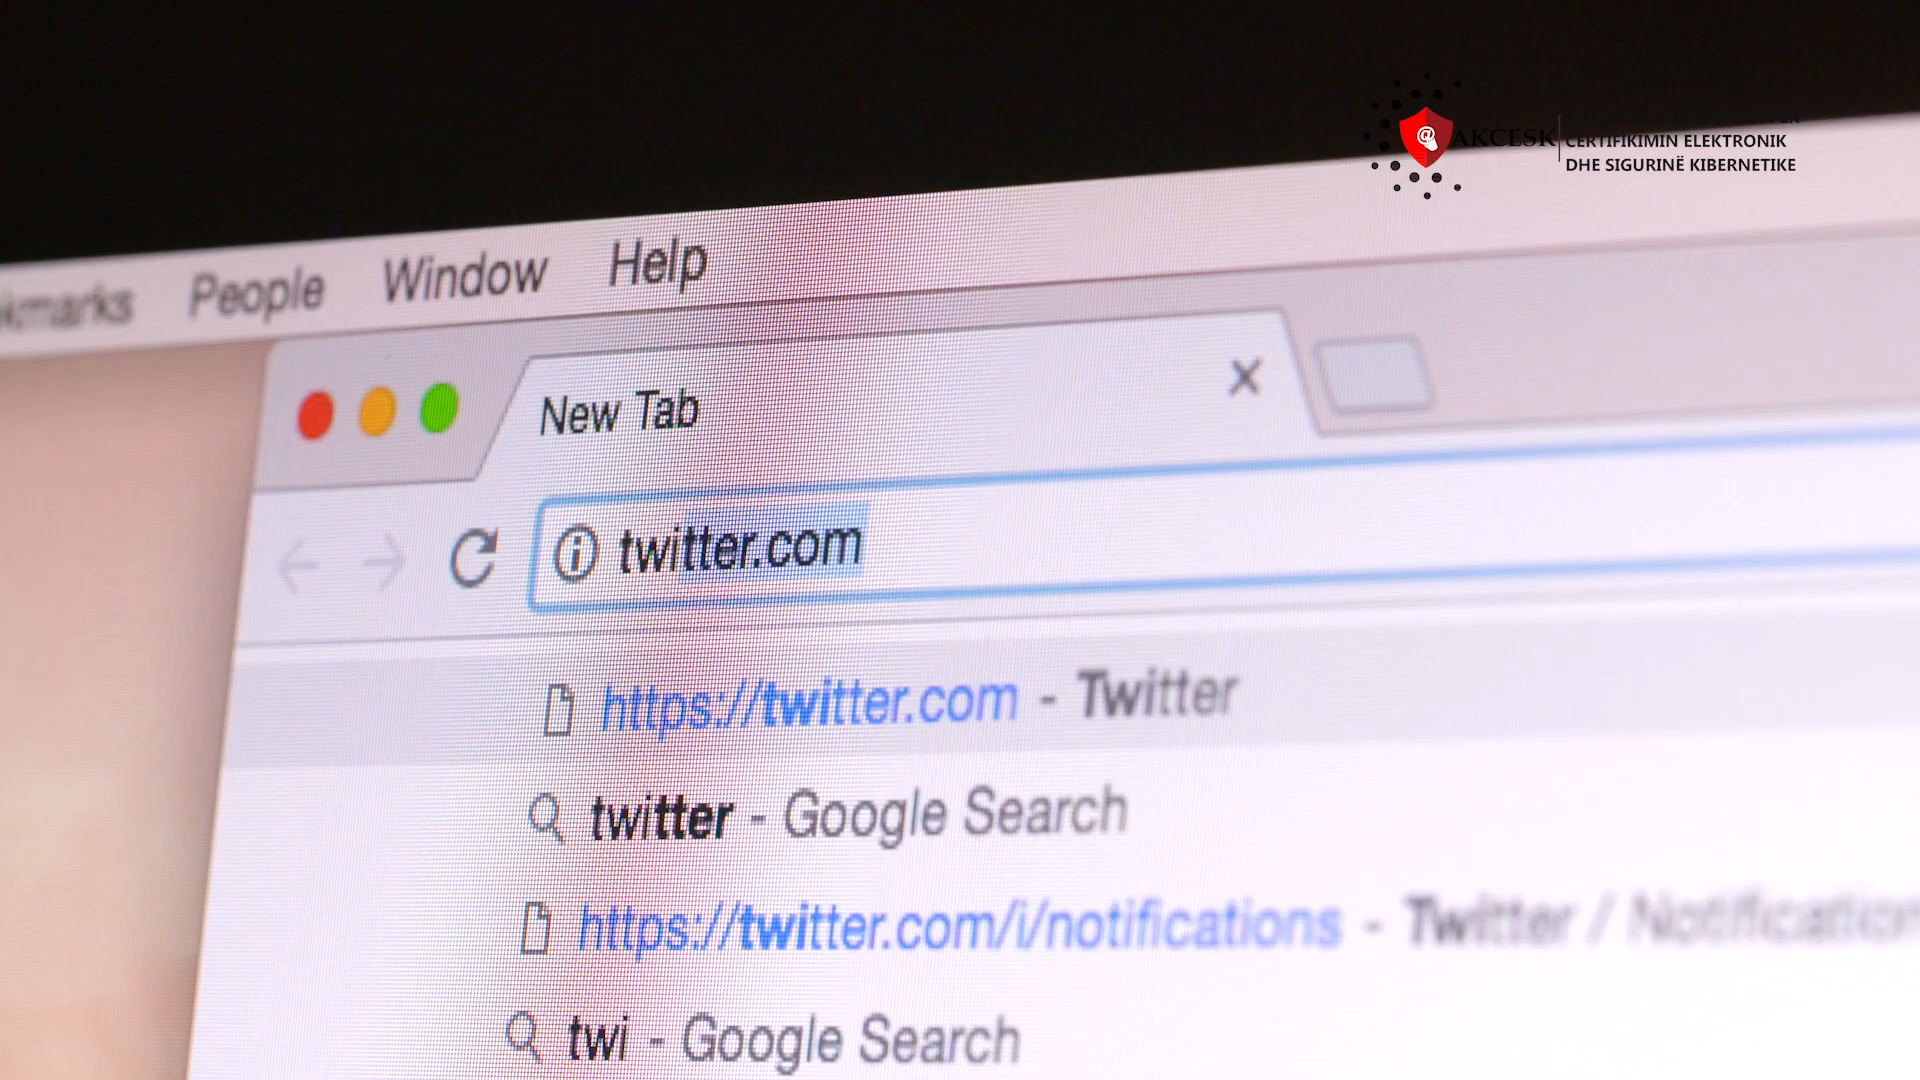 AKCESK
CERTIFIKIMIN ELEKTRONIK
DHE SIGURINË KIBERNETIKE
People Window Help
New Tab
twitter.com
https://twitter.com - Twitter
twitter - Google Search
https://twitter.com/i/notifications - Twitter /
twi - Google Search